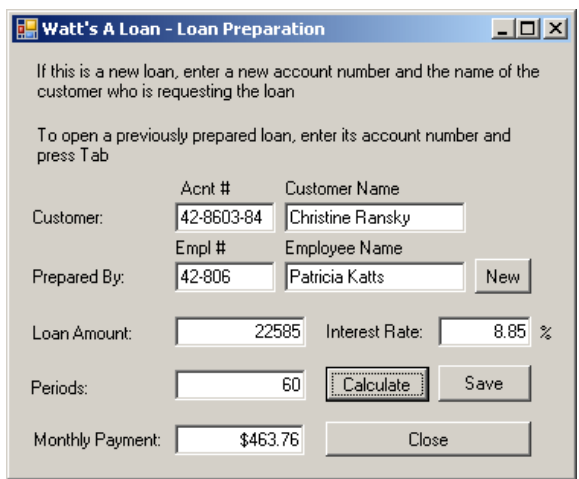 Watt's A Loan - Loan Preparation
If this is a new loan, enter a new account number and the name of the
customer who is requesting the loan
To open a previously prepared loan, enter its account number and
press Tab
Acnt # Customer Name
Customer: 42-8603-84 Christine Ransky
Empl # Employee Name
Prepared By: 42-806 Patricia Katts New
Loan Amount: 22585 Interest Rate: 8.85 %
Periods: 60 Calculate Save
Monthly Payment: $463.76 Close